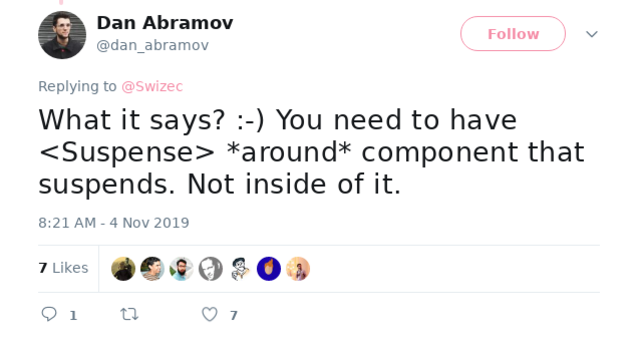 Dan Abramov
@dan_abramov
Follow
Replying to @Swizec
What it says? :-) You need to have
<Suspense> *around* component that
suspends. Not inside of it.
8:21 AM - 4 Nov 2019
7 Likes
1
7